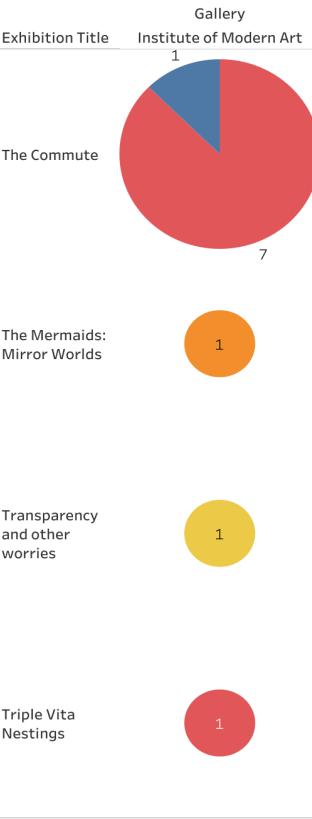 Gallery
Exhibition Title
Institute of Modern Art
1
The Commute
7
The Mermaids:
Mirror Worlds
1
Transparency
and other
worries
1
Triple Vita
Nestings
1